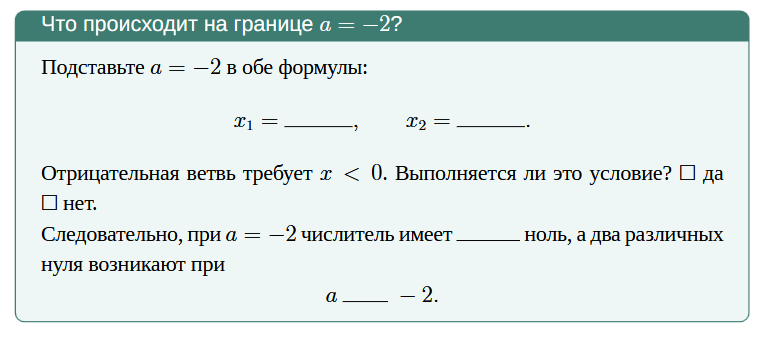 Что происходит на границе a = −2?
Подставьте a = −2 в обе формулы:
x₁ = ______, x₂ = ______.
Отрицательная ветвь требует x < 0. Выполняется ли это условие? ☐ да
☐ нет.
Следовательно, при a = −2 числитель имеет ______ ноль, а два различных
нуля возникают при
a ____ − 2.